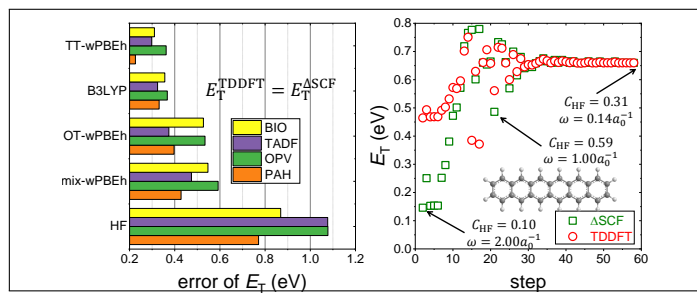 TT-wPBEh
B3LYP
OT-wPBEh
mix-wPBEh
HF
E_T^TDDFT = E_T^ΔSCF
BIO
TADF
OPV
PAH
0.2 0.4 0.6 0.8 1.0 1.2
error of E_T (eV)
E_T (eV)
0.8
0.7
0.6
0.5
0.4
0.3
0.2
0.1
0.0
C_HF = 0.31
ω = 0.14a_0^-1
C_HF = 0.59
ω = 1.00a_0^-1
C_HF = 0.10
ω = 2.00a_0^-1
ΔSCF
TDDFT
0 10 20 30 40 50 60
step